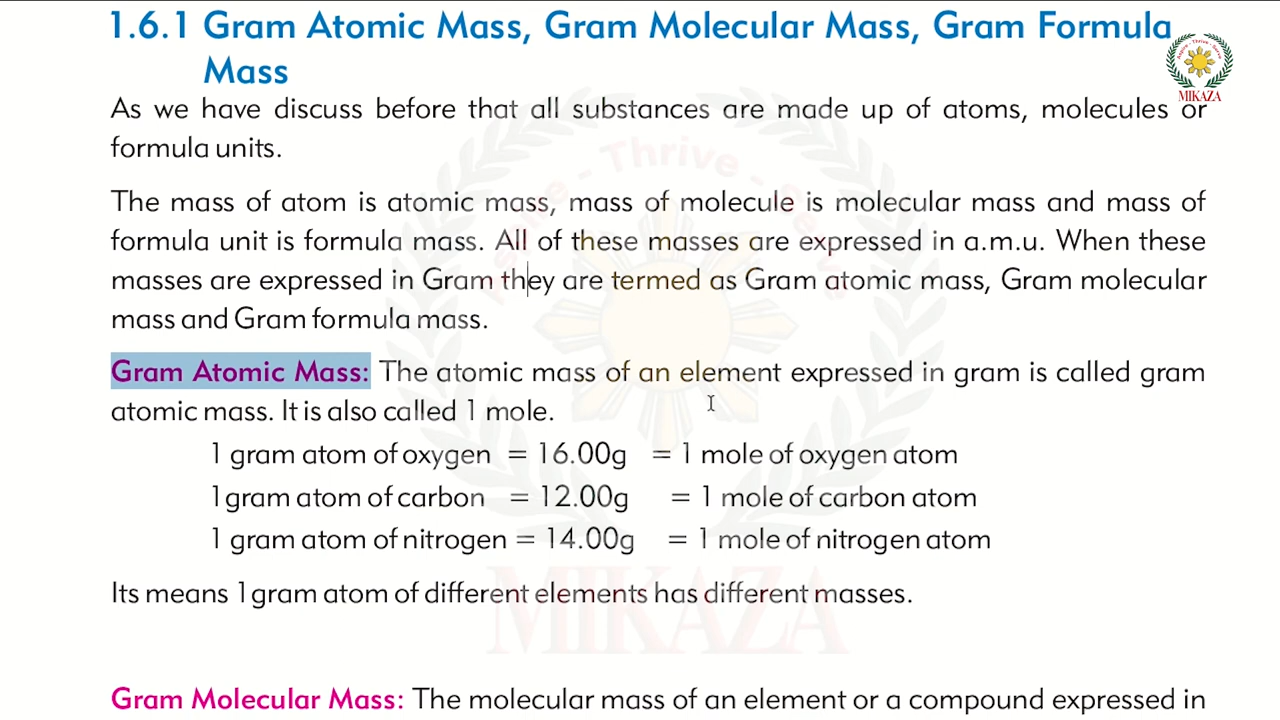 1.6.1 Gram Atomic Mass, Gram Molecular Mass, Gram Formula
Mass
MIKAZA
As we have discuss before that all substances are made up of atoms, molecules or
formula units.
The mass of atom is atomic mass, mass of molecule is molecular mass and mass of
formula unit is formula mass. All of these masses are expressed in a.m.u. When these
masses are expressed in Gram they are termed as Gram atomic mass, Gram molecular
mass and Gram formula mass.
Gram Atomic Mass: The atomic mass of an element expressed in gram is called gram
atomic mass. It is also called 1 mole.
1 gram atom of oxygen = 16.00g = 1 mole of oxygen atom
1gram atom of carbon = 12.00g = 1 mole of carbon atom
1 gram atom of nitrogen = 14.00g = 1 mole of nitrogen atom
Its means 1gram atom of different elements has different masses.
MIKAZA
Gram Molecular Mass: The molecular mass of an element or a compound expressed in